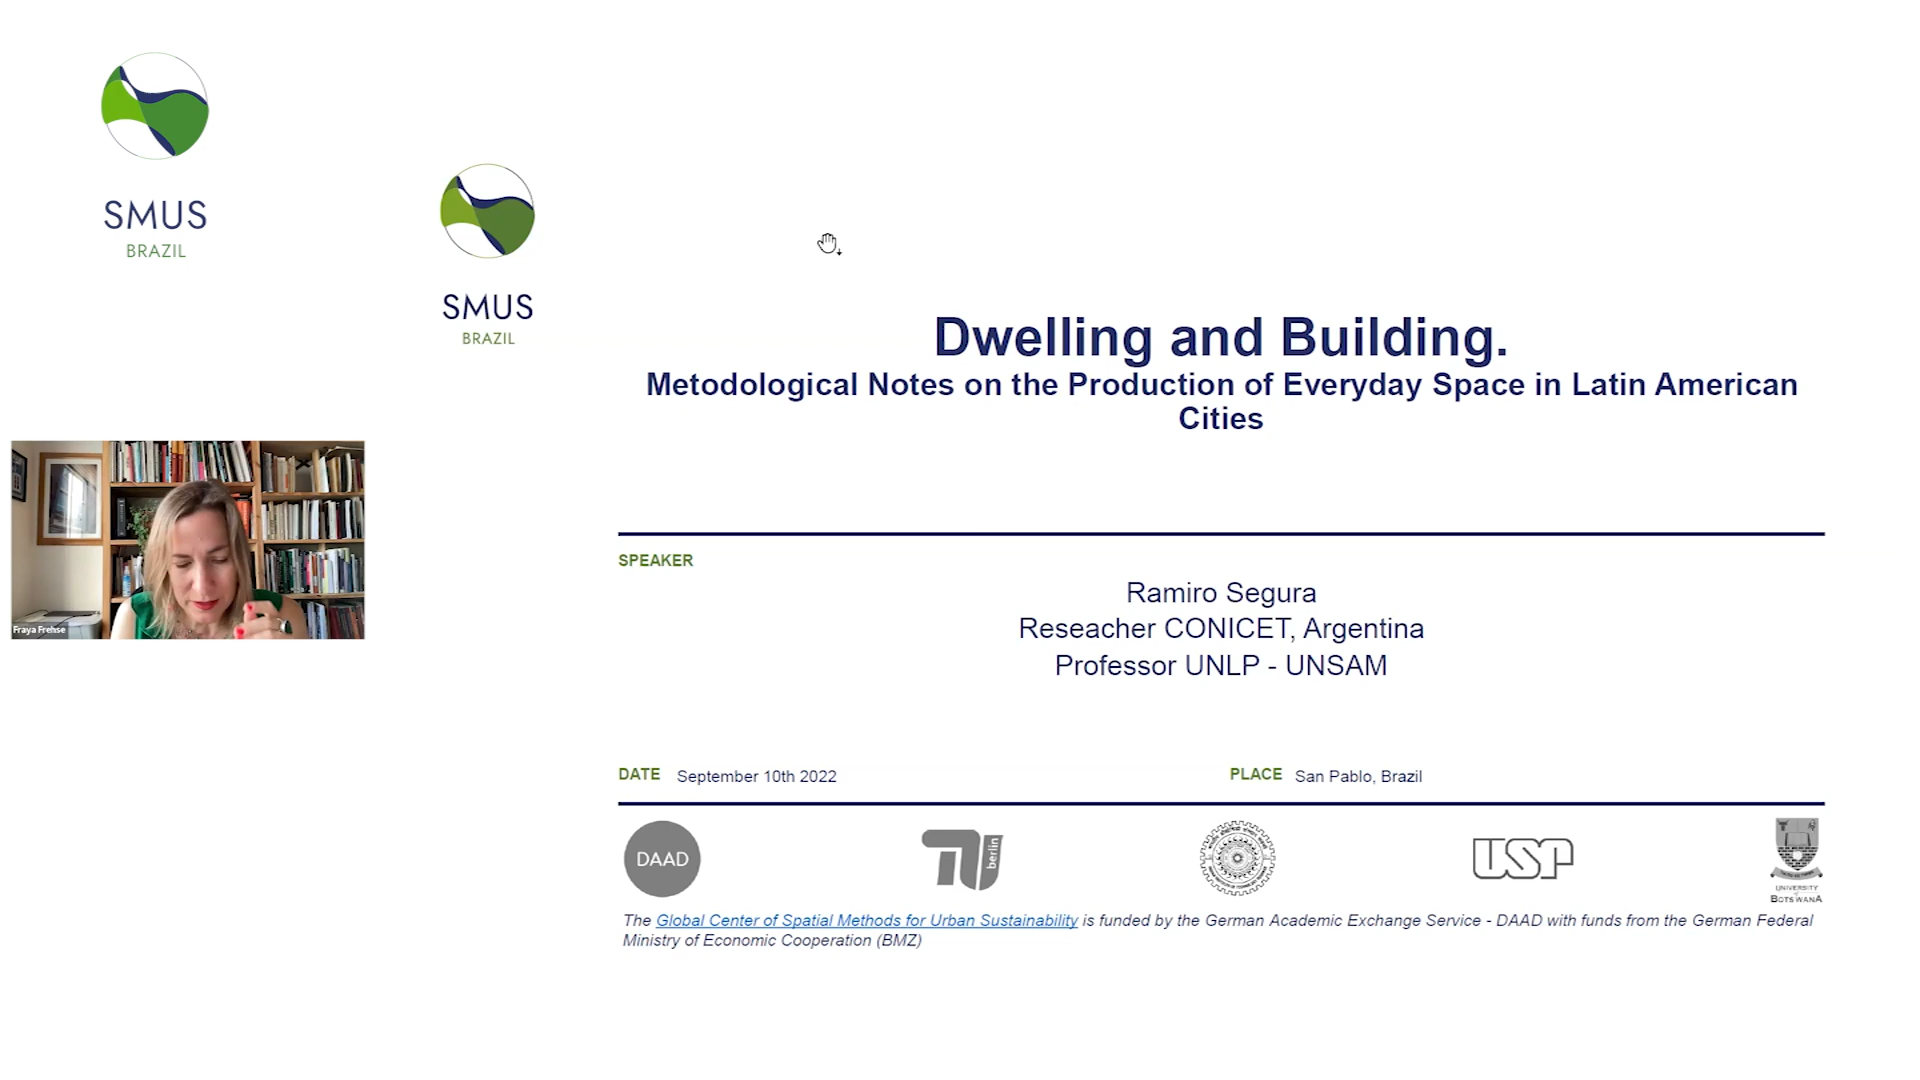 SMUS
BRAZIL
SMUS
BRAZIL
Dwelling and Building.
Metodological Notes on the Production of Everyday Space in Latin American
Cities
Fraya Frehse
SPEAKER
Ramiro Segura
Reseacher CONICET, Argentina
Professor UNLP - UNSAM
DATE September 10th 2022
PLACE San Pablo, Brazil
DAAD
TU berlin
USP
UNIVERSITY
of
BOTSWANA
The Global Center of Spatial Methods for Urban Sustainability is funded by the German Academic Exchange Service - DAAD with funds from the German Federal
Ministry of Economic Cooperation (BMZ)